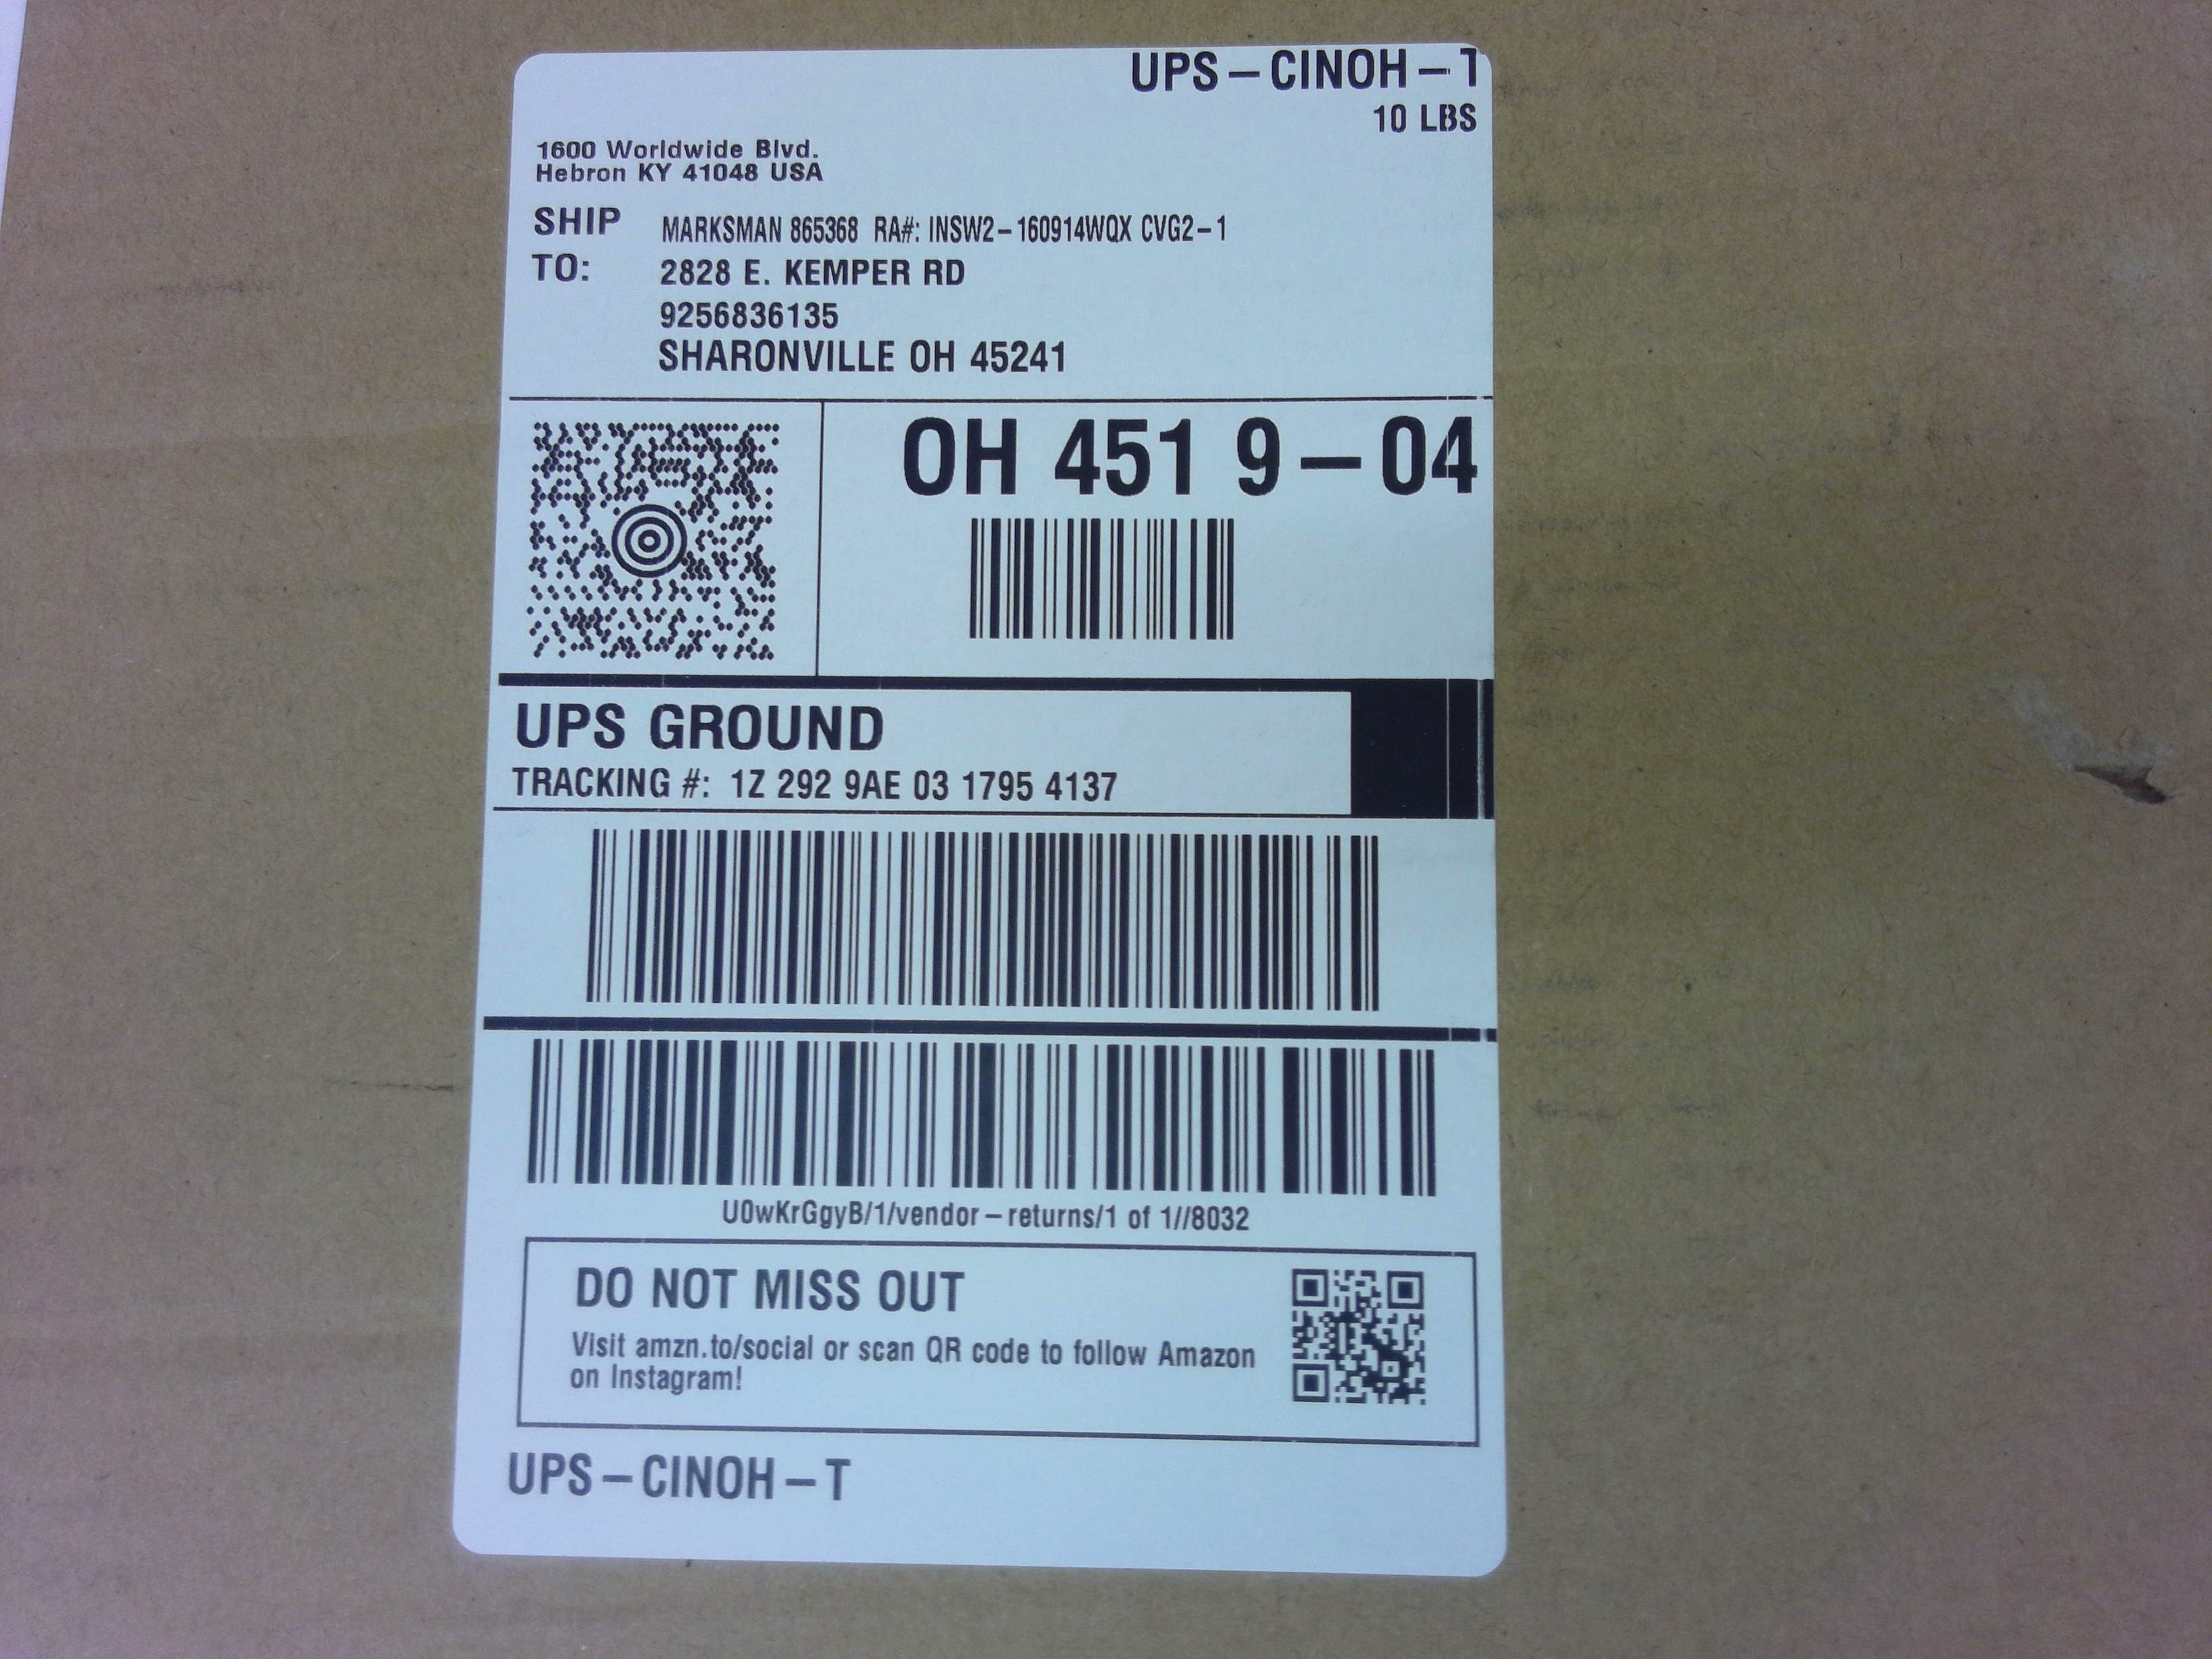 UPS – CINOH – T
10 LBS
1600 Worldwide Blvd.
Hebron KY 41048 USA
SHIP TO: MARKSMAN 865368 RA#: INSW2–160914WQX CVG2–1
2828 E. KEMPER RD
9256836135
SHARONVILLE OH 45241
OH 451 9 – 04
UPS GROUND
TRACKING #: 1Z 292 9AE 03 1795 4137
U0wKrGgyB/1/vendor – returns/1 of 1//8032
DO NOT MISS OUT
Visit amzn.to/social or scan QR code to follow Amazon
on Instagram!
UPS – CINOH – T